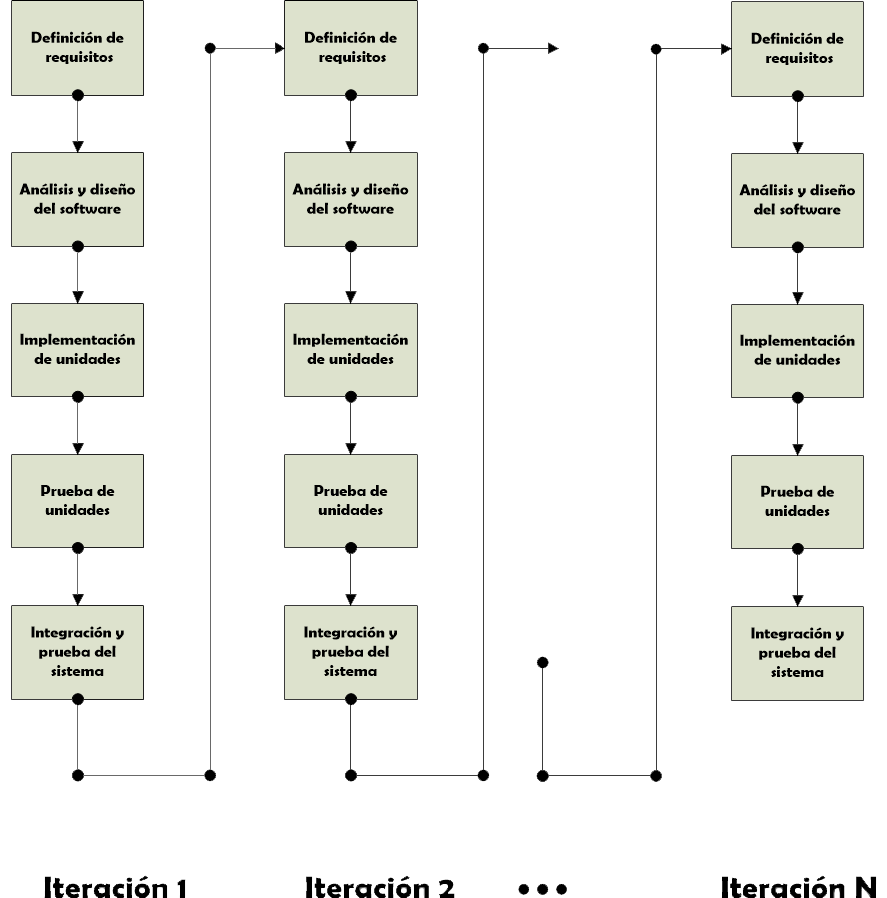 Definición de
requisitos
Análisis y diseño
del software
Implementación
de unidades
Prueba de
unidades
Integración y
prueba del
sistema
Definición de
requisitos
Análisis y diseño
del software
Implementación
de unidades
Prueba de
unidades
Integración y
prueba del
sistema
Definición de
requisitos
Análisis y diseño
del software
Implementación
de unidades
Prueba de
unidades
Integración y
prueba del
sistema
Iteración 1
Iteración 2
•••
Iteración N